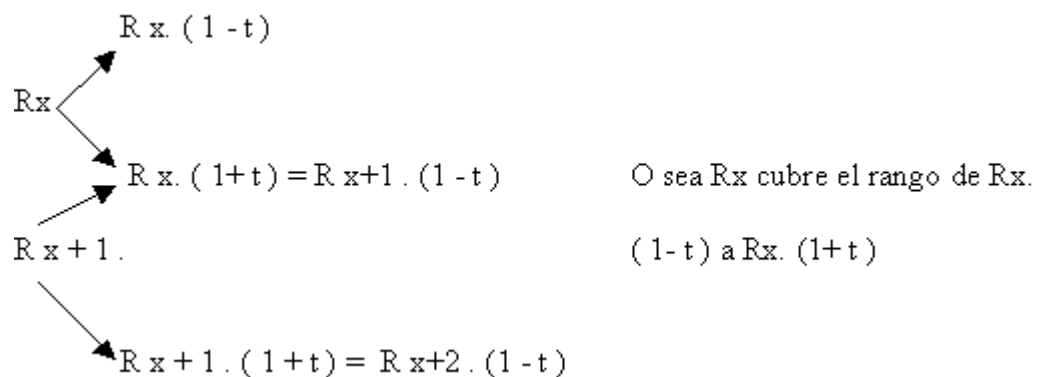 R x. ( 1 -t)
Rx
R x. ( 1+ t) = R x+1 . (1 -t)
O sea Rx cubre el rango de Rx.
R x + 1 .
( 1- t ) a Rx. (1+ t )
R x + 1 . ( 1 + t) = R x+2 . (1 -t)